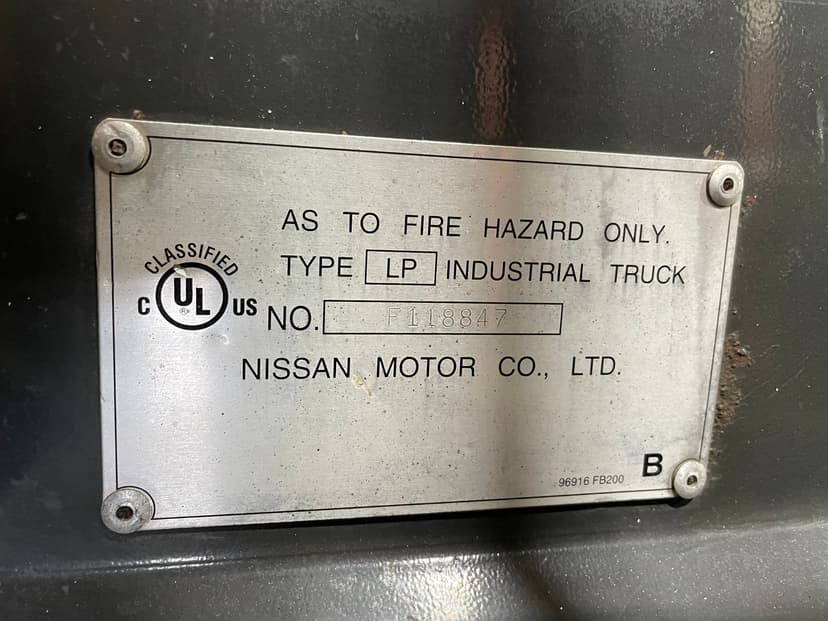 AS TO FIRE HAZARD ONLY.
CLASSIFIED
C UL US
®
TYPE LP INDUSTRIAL TRUCK
NO. F118847
NISSAN MOTOR CO., LTD.
96916 FB200
B